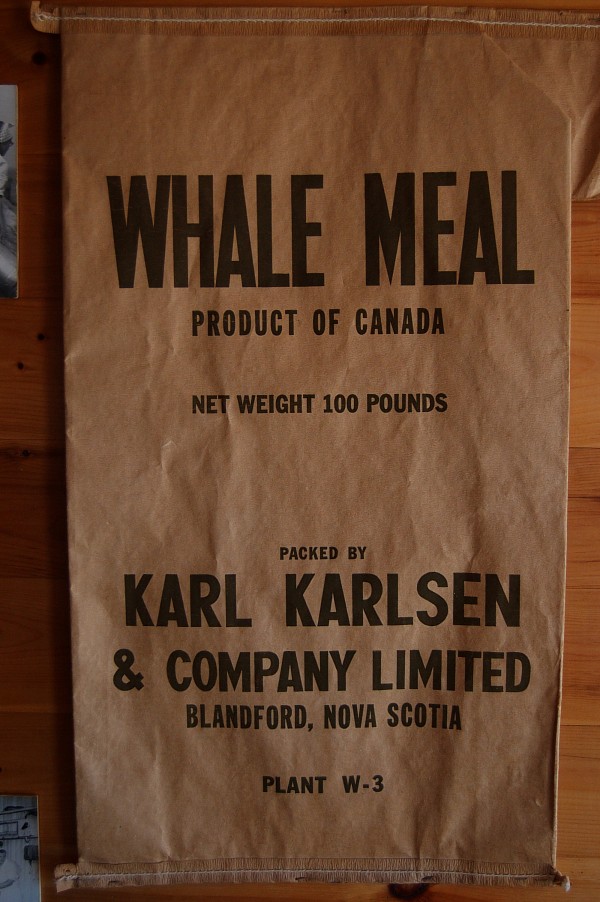 WHALE MEAL
PRODUCT OF CANADA
NET WEIGHT 100 POUNDS
PACKED BY
KARL KARLSEN
& COMPANY LIMITED
BLANDFORD, NOVA SCOTIA
PLANT W-3